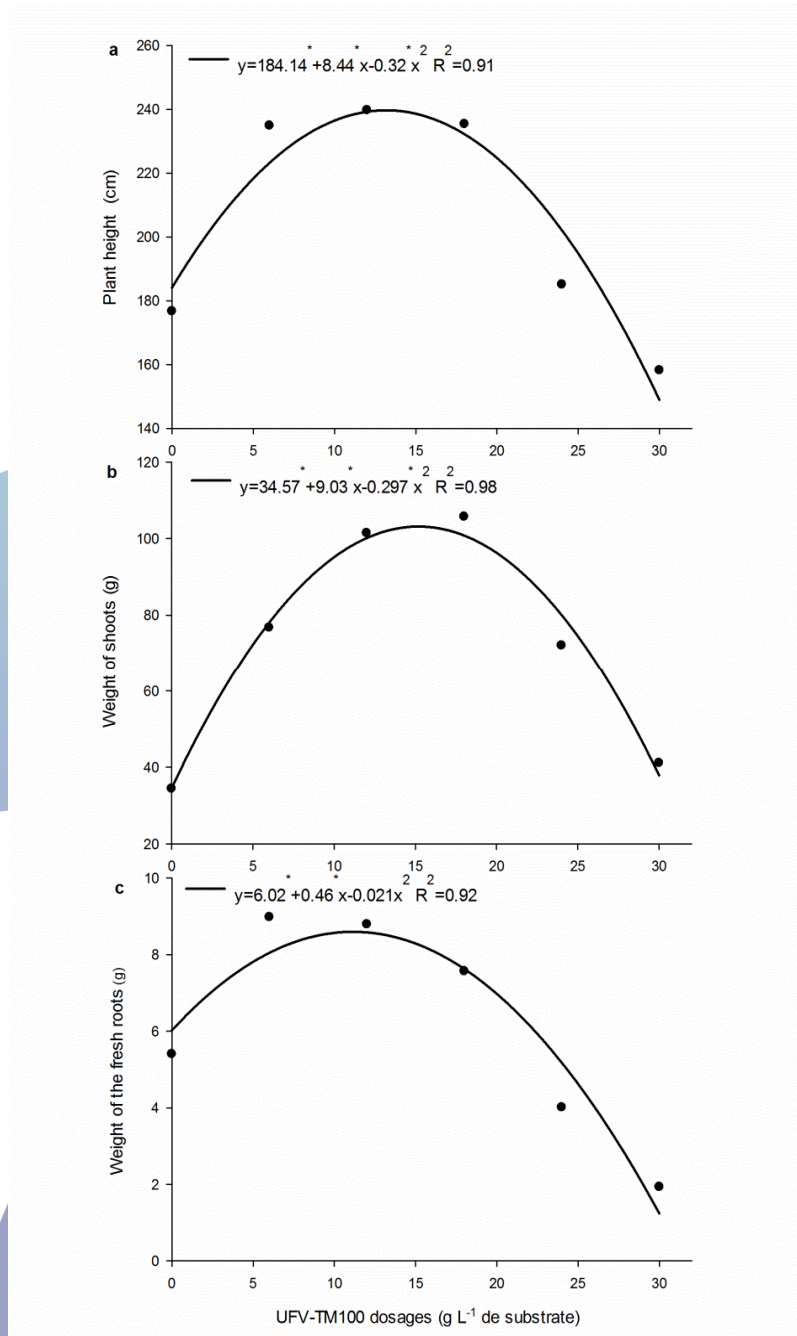 a
y=184.14*+8.44*x-0.32*x² R²=0.91
Plant height (cm)
260
240
220
200
180
160
140
0 5 10 15 20 25 30
b
y=34.57*+9.03*x-0.297*x² R²=0.98
Weight of shoots (g)
120
100
80
60
40
20
0 5 10 15 20 25 30
c
y=6.02*+0.46*x-0.021x² R²=0.92
Weight of the fresh roots (g)
10
8
6
4
2
0
0 5 10 15 20 25 30
UFV-TM100 dosages (g L⁻¹ de substrate)